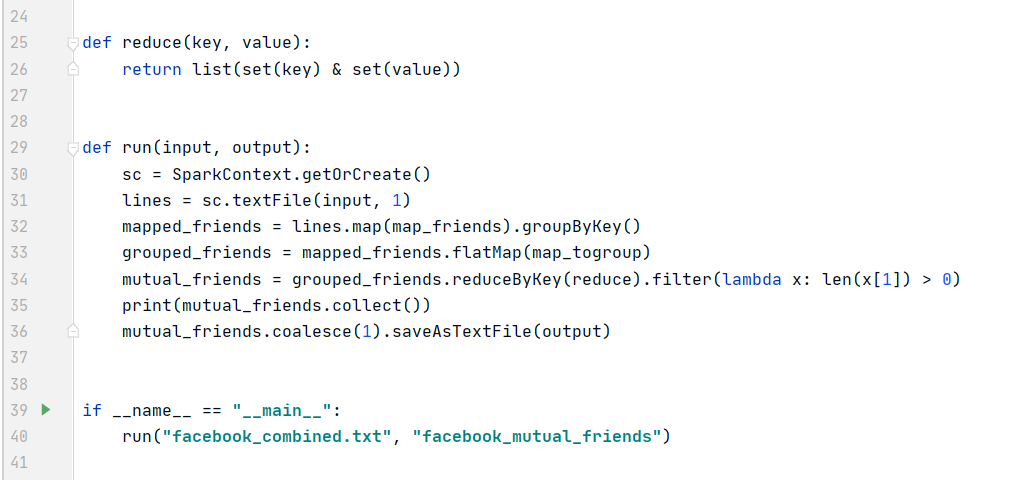 24
25 def reduce(key, value):
26     return list(set(key) & set(value))
27
28
29 def run(input, output):
30     sc = SparkContext.getOrCreate()
31     lines = sc.textFile(input, 1)
32     mapped_friends = lines.map(map_friends).groupByKey()
33     grouped_friends = mapped_friends.flatMap(map_togroup)
34     mutual_friends = grouped_friends.reduceByKey(reduce).filter(lambda x: len(x[1]) > 0)
35     print(mutual_friends.collect())
36     mutual_friends.coalesce(1).saveAsTextFile(output)
37
38
39 if __name__ == "__main__":
40     run("facebook_combined.txt", "facebook_mutual_friends")
41